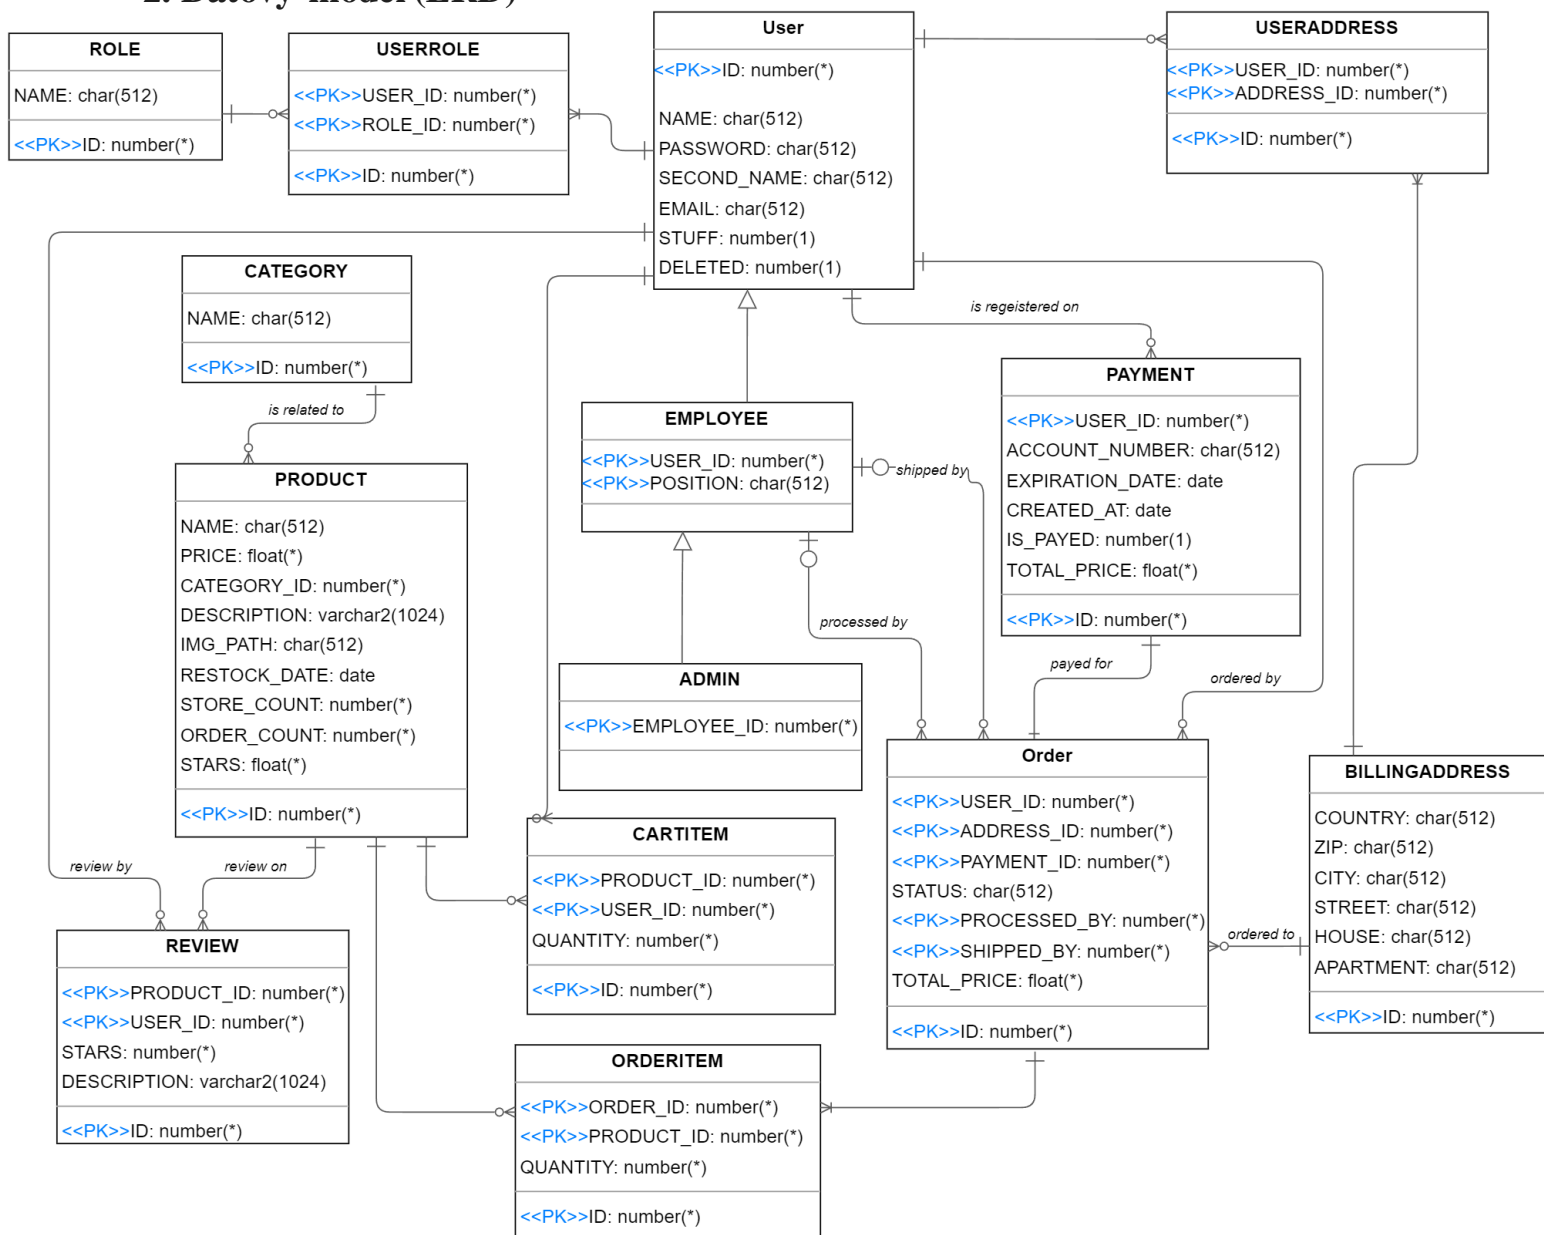 2. Datový model (ERD)
ROLE
NAME: char(512)
<<PK>>ID: number(*)
USERROLE
<<PK>>USER_ID: number(*)
<<PK>>ROLE_ID: number(*)
<<PK>>ID: number(*)
User
<<PK>>ID: number(*)
NAME: char(512)
PASSWORD: char(512)
SECOND_NAME: char(512)
EMAIL: char(512)
STUFF: number(1)
DELETED: number(1)
USERADDRESS
<<PK>>USER_ID: number(*)
<<PK>>ADDRESS_ID: number(*)
<<PK>>ID: number(*)
CATEGORY
NAME: char(512)
<<PK>>ID: number(*)
is related to
is regeistered on
PAYMENT
<<PK>>USER_ID: number(*)
ACCOUNT_NUMBER: char(512)
EXPIRATION_DATE: date
CREATED_AT: date
IS_PAYED: number(1)
TOTAL_PRICE: float(*)
<<PK>>ID: number(*)
EMPLOYEE
<<PK>>USER_ID: number(*)
<<PK>>POSITION: char(512)
shipped by
processed by
payed for
ordered by
PRODUCT
NAME: char(512)
PRICE: float(*)
CATEGORY_ID: number(*)
DESCRIPTION: varchar2(1024)
IMG_PATH: char(512)
RESTOCK_DATE: date
STORE_COUNT: number(*)
ORDER_COUNT: number(*)
STARS: float(*)
<<PK>>ID: number(*)
ADMIN
<<PK>>EMPLOYEE_ID: number(*)
Order
<<PK>>USER_ID: number(*)
<<PK>>ADDRESS_ID: number(*)
<<PK>>PAYMENT_ID: number(*)
STATUS: char(512)
<<PK>>PROCESSED_BY: number(*)
<<PK>>SHIPPED_BY: number(*)
TOTAL_PRICE: float(*)
<<PK>>ID: number(*)
ordered to
BILLINGADDRESS
COUNTRY: char(512)
ZIP: char(512)
CITY: char(512)
STREET: char(512)
HOUSE: char(512)
APARTMENT: char(512)
<<PK>>ID: number(*)
review by
review on
CARTITEM
<<PK>>PRODUCT_ID: number(*)
<<PK>>USER_ID: number(*)
QUANTITY: number(*)
<<PK>>ID: number(*)
REVIEW
<<PK>>PRODUCT_ID: number(*)
<<PK>>USER_ID: number(*)
STARS: number(*)
DESCRIPTION: varchar2(1024)
<<PK>>ID: number(*)
ORDERITEM
<<PK>>ORDER_ID: number(*)
<<PK>>PRODUCT_ID: number(*)
QUANTITY: number(*)
<<PK>>ID: number(*)